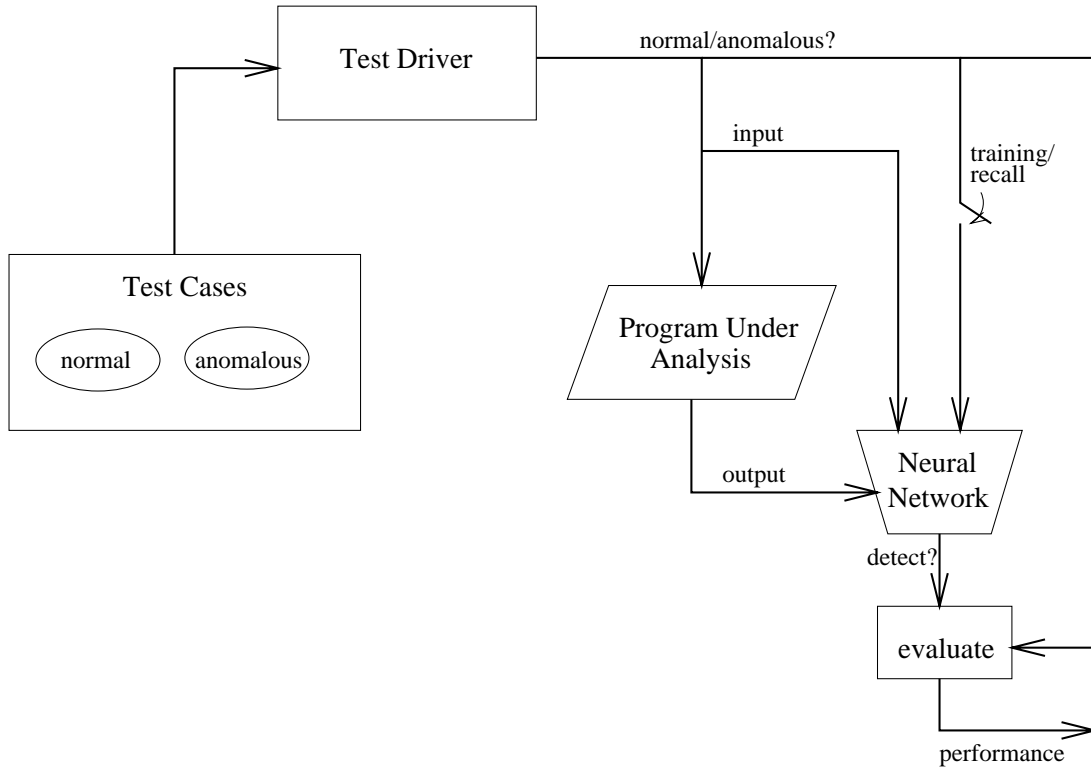 normal/anomalous?
Test Driver
input
training/
recall
Test Cases
normal
anomalous
Program Under
Analysis
Neural
Network
output
detect?
evaluate
performance